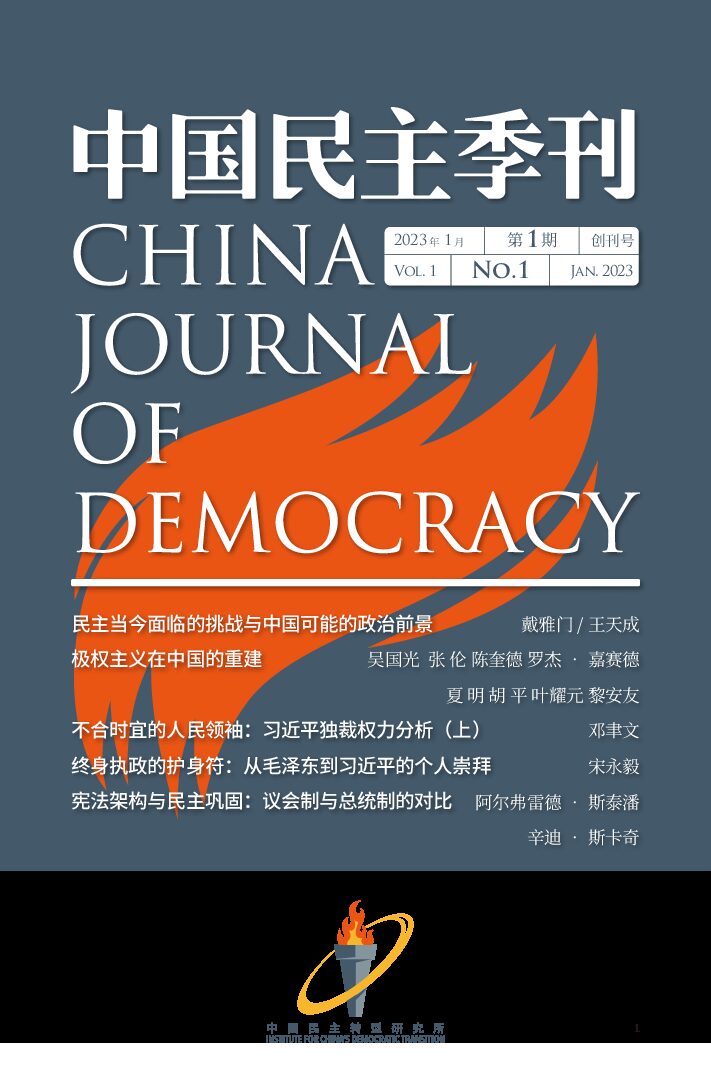 中国民主季刊
CHINA
2023年 1月 第1期 创刊号
VOL. 1 No.1 JAN. 2023
JOURNAL
OF
DEMOCRACY
民主当今面临的挑战与中国可能的政治前景 戴雅门 / 王天成
极权主义在中国的重建 吴国光 张 伦 陈奎德 罗杰 · 嘉赛德
夏 明 胡 平 叶耀元 黎安友
不合时宜的人民领袖：习近平独裁权力分析（上） 邓聿文
终身执政的护身符：从毛泽东到习近平的个人崇拜 宋永毅
宪法架构与民主巩固：议会制与总统制的对比 阿尔弗雷德 · 斯泰潘
辛迪 · 斯卡奇
中國民主转型研究所
INSTITUTE FOR CHINA'S DEMOCRATIC TRANSITION
1